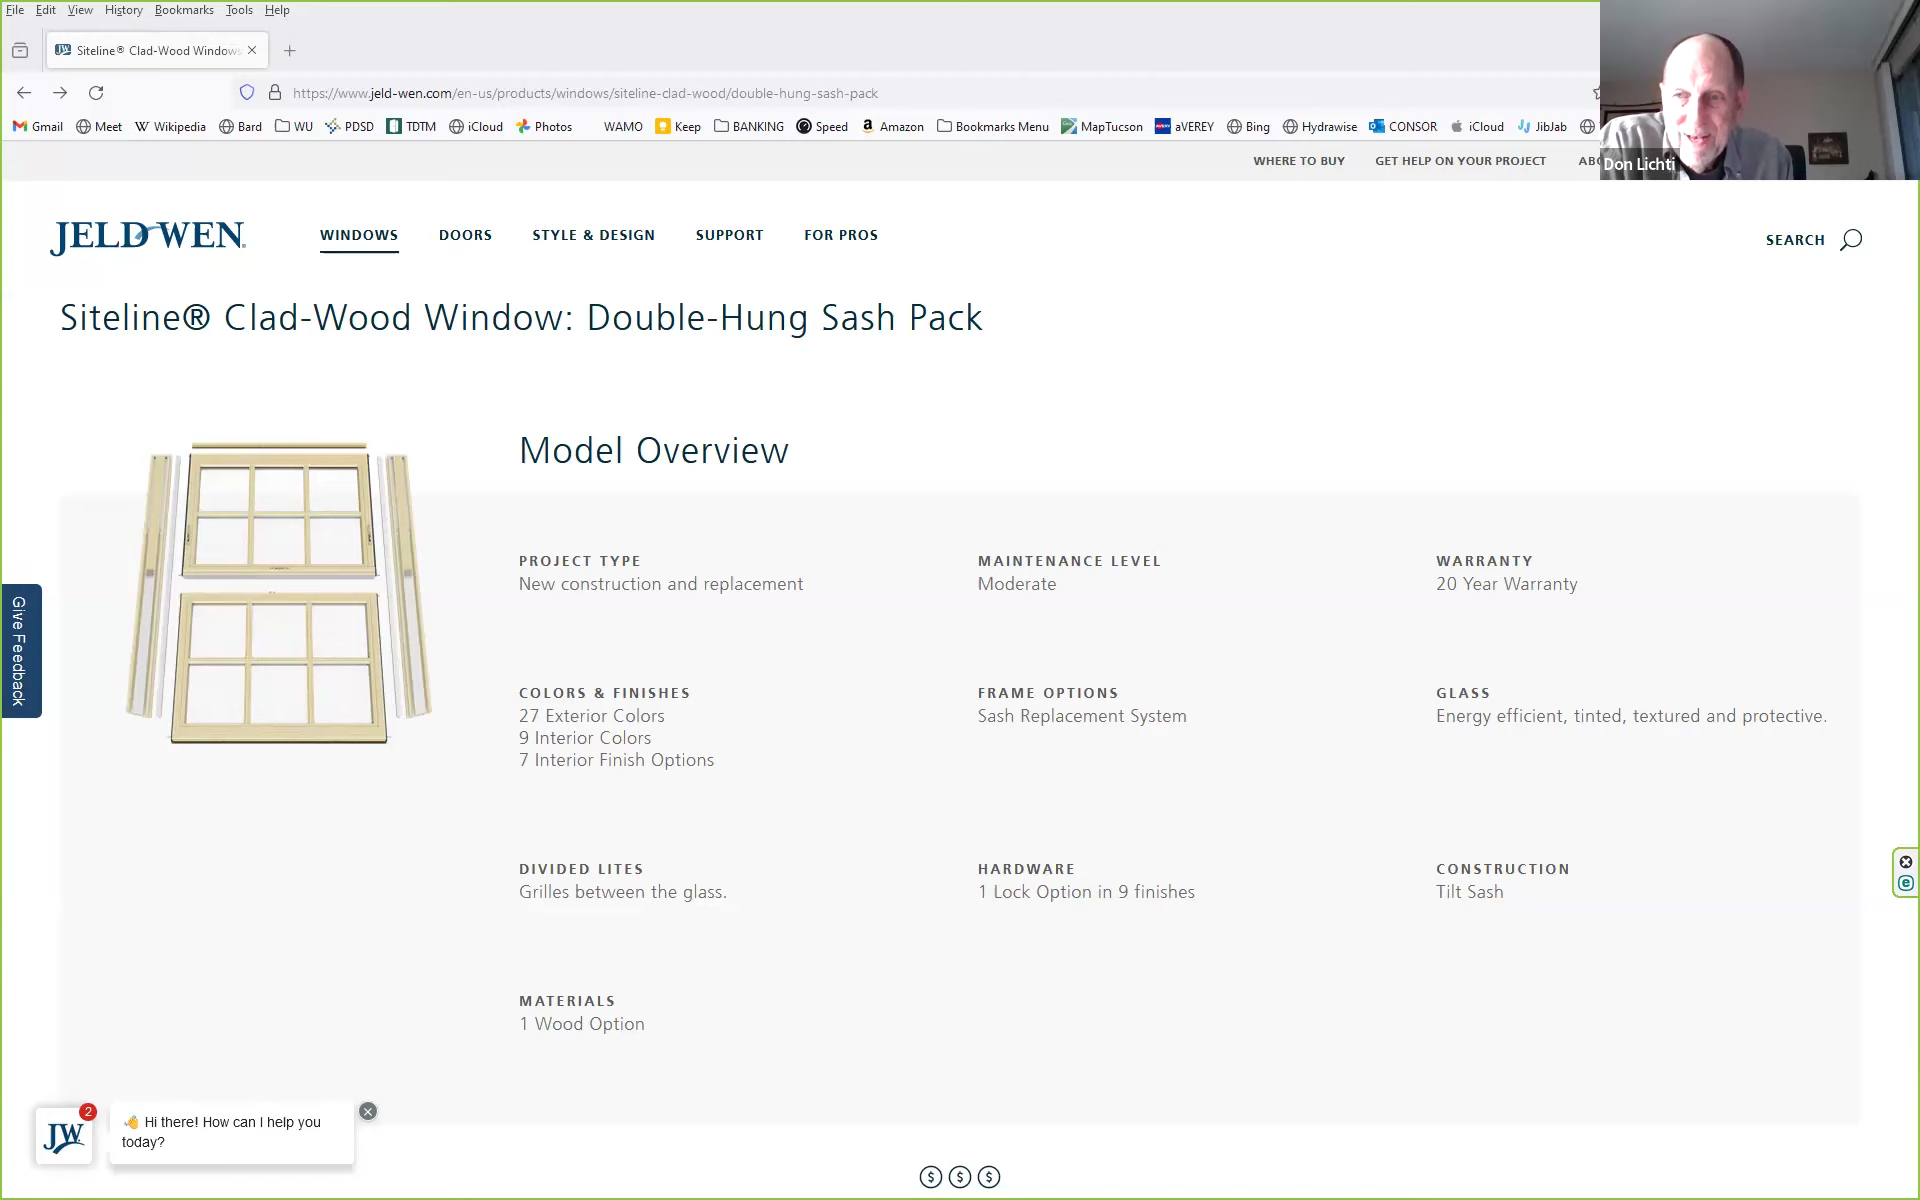 File Edit View History Bookmarks Tools Help
Siteline® Clad-Wood Windows
https://www.jeld-wen.com/en-us/products/windows/siteline-clad-wood/double-hung-sash-pack
Gmail Meet Wikipedia Bard WU PDSD TDTM iCloud Photos WAMO Keep BANKING Speed Amazon Bookmarks Menu MapTucson aVEREY Bing Hydrawise CONSOR iCloud JibJab
Don Lichti
WHERE TO BUY GET HELP ON YOUR PROJECT
JELD-WEN
WINDOWS DOORS STYLE & DESIGN SUPPORT FOR PROS
SEARCH
Siteline® Clad-Wood Window: Double-Hung Sash Pack
Model Overview
PROJECT TYPE
New construction and replacement
MAINTENANCE LEVEL
Moderate
WARRANTY
20 Year Warranty
COLORS & FINISHES
27 Exterior Colors
9 Interior Colors
7 Interior Finish Options
FRAME OPTIONS
Sash Replacement System
GLASS
Energy efficient, tinted, textured and protective.
DIVIDED LITES
Grilles between the glass.
HARDWARE
1 Lock Option in 9 finishes
CONSTRUCTION
Tilt Sash
MATERIALS
1 Wood Option
Give Feedback
JW
2
Hi there! How can I help you
today?
$ $ $